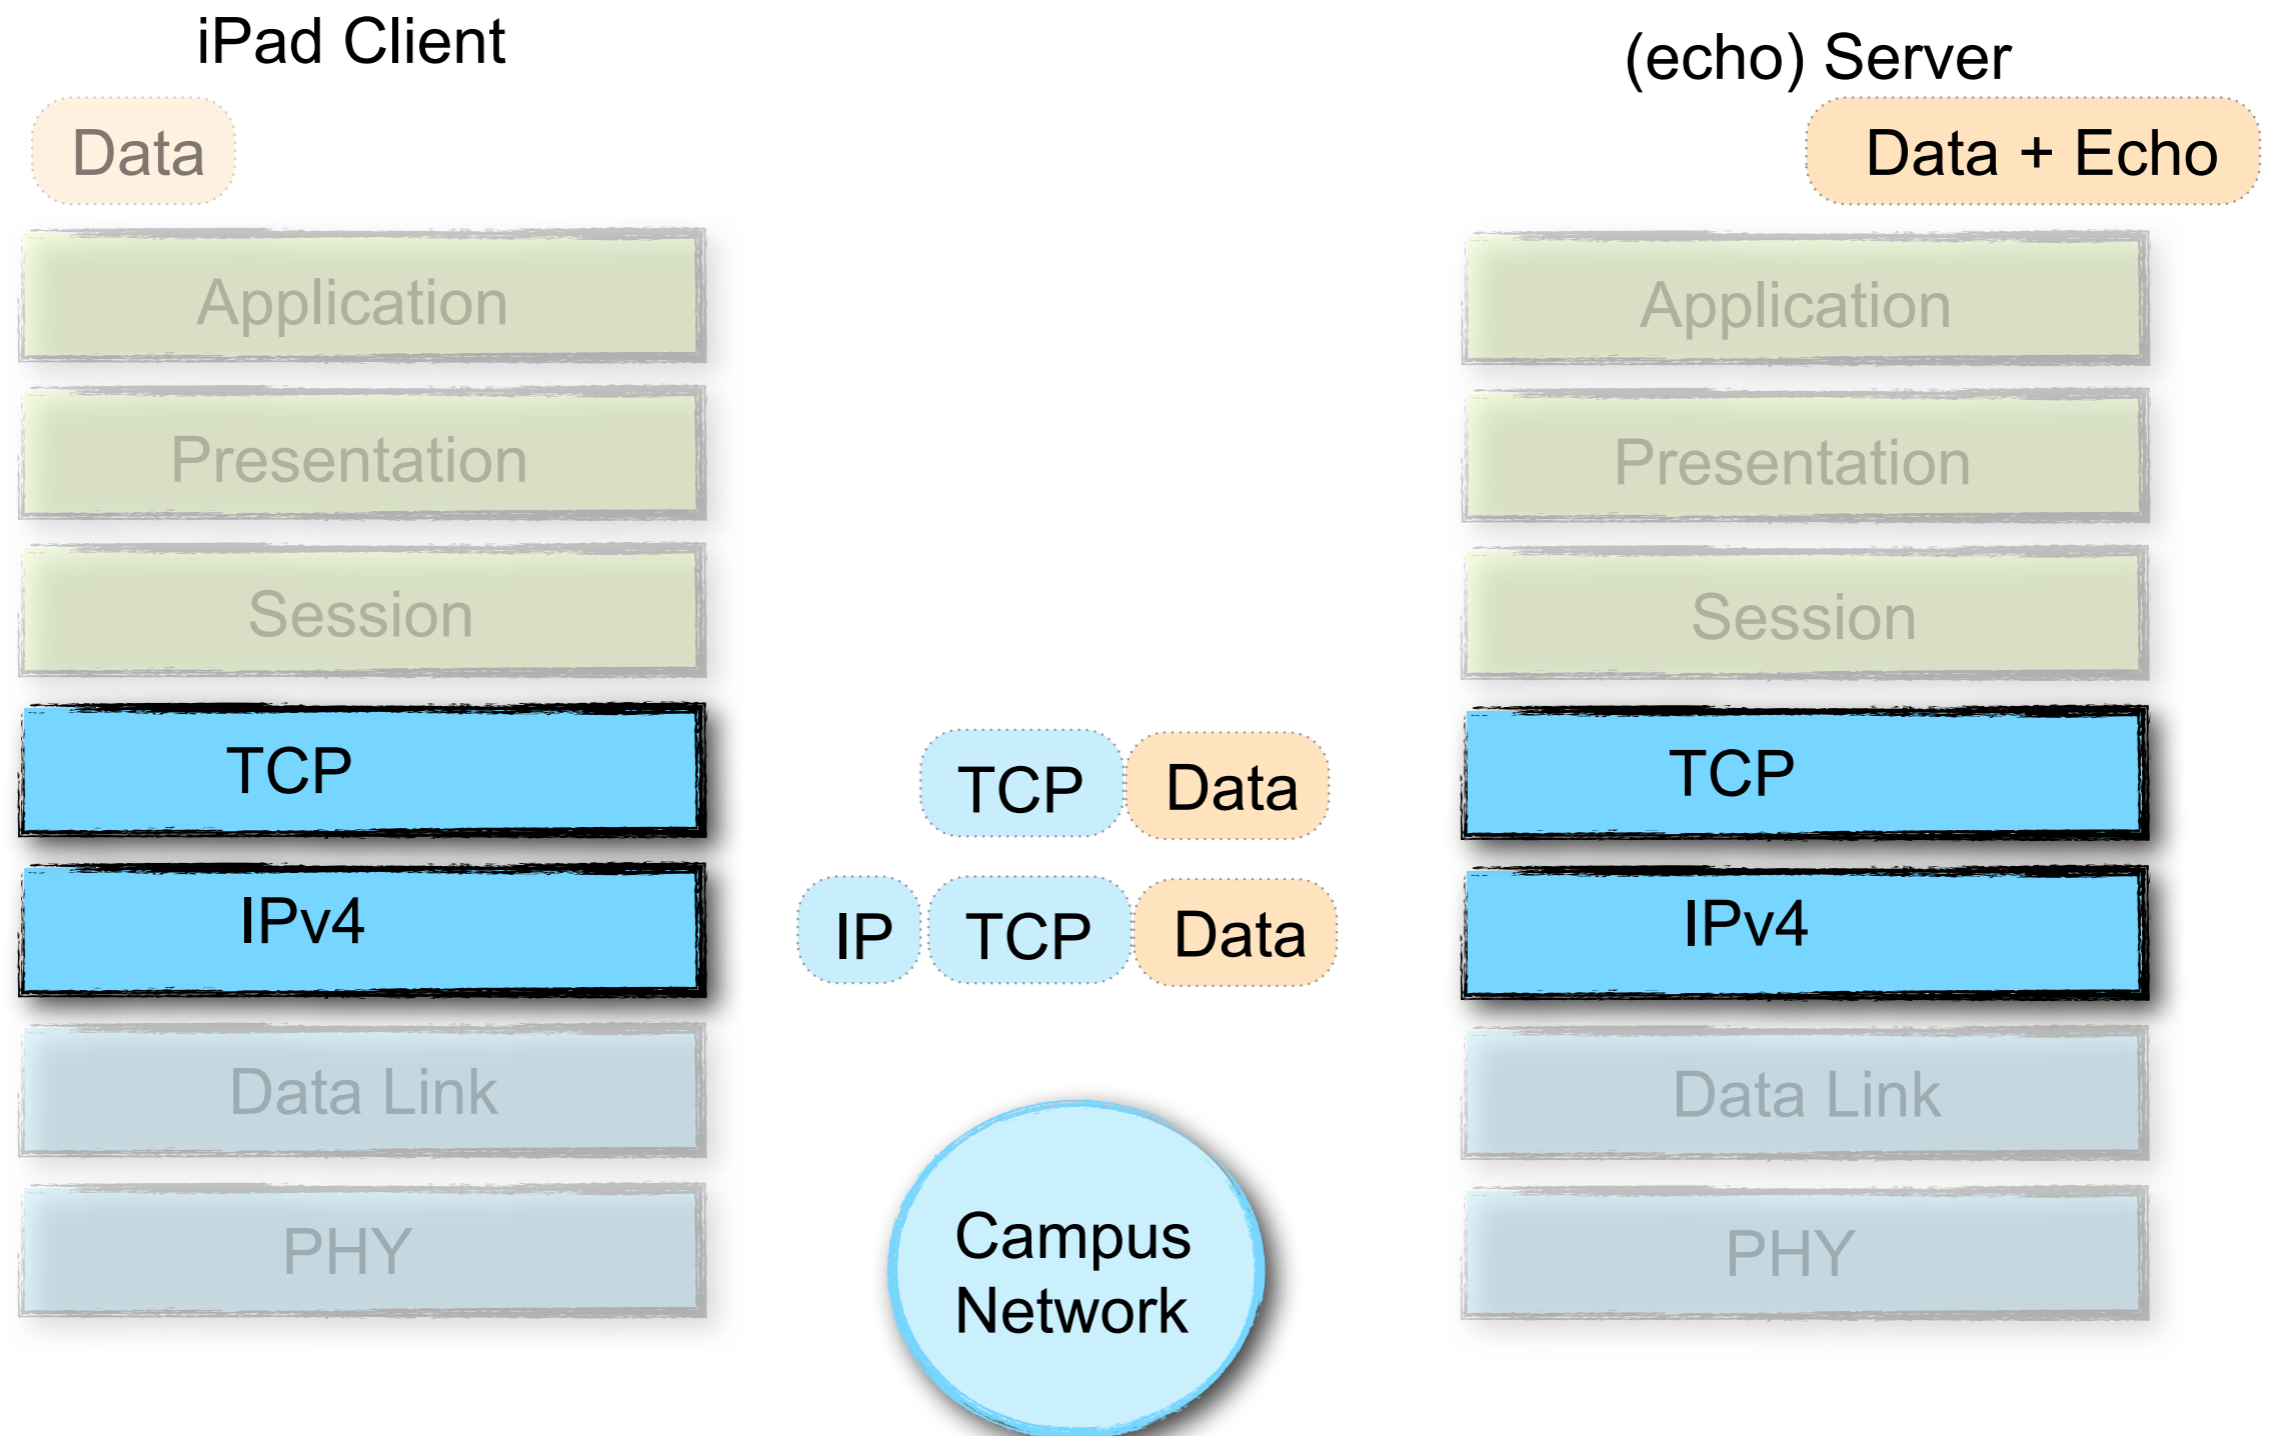 iPad Client
(echo) Server
Data
Data + Echo
Application
Application
Presentation
Presentation
Session
Session
TCP
TCP Data
TCP
IPv4
IP TCP Data
IPv4
Data Link
Data Link
PHY
Campus
Network
PHY